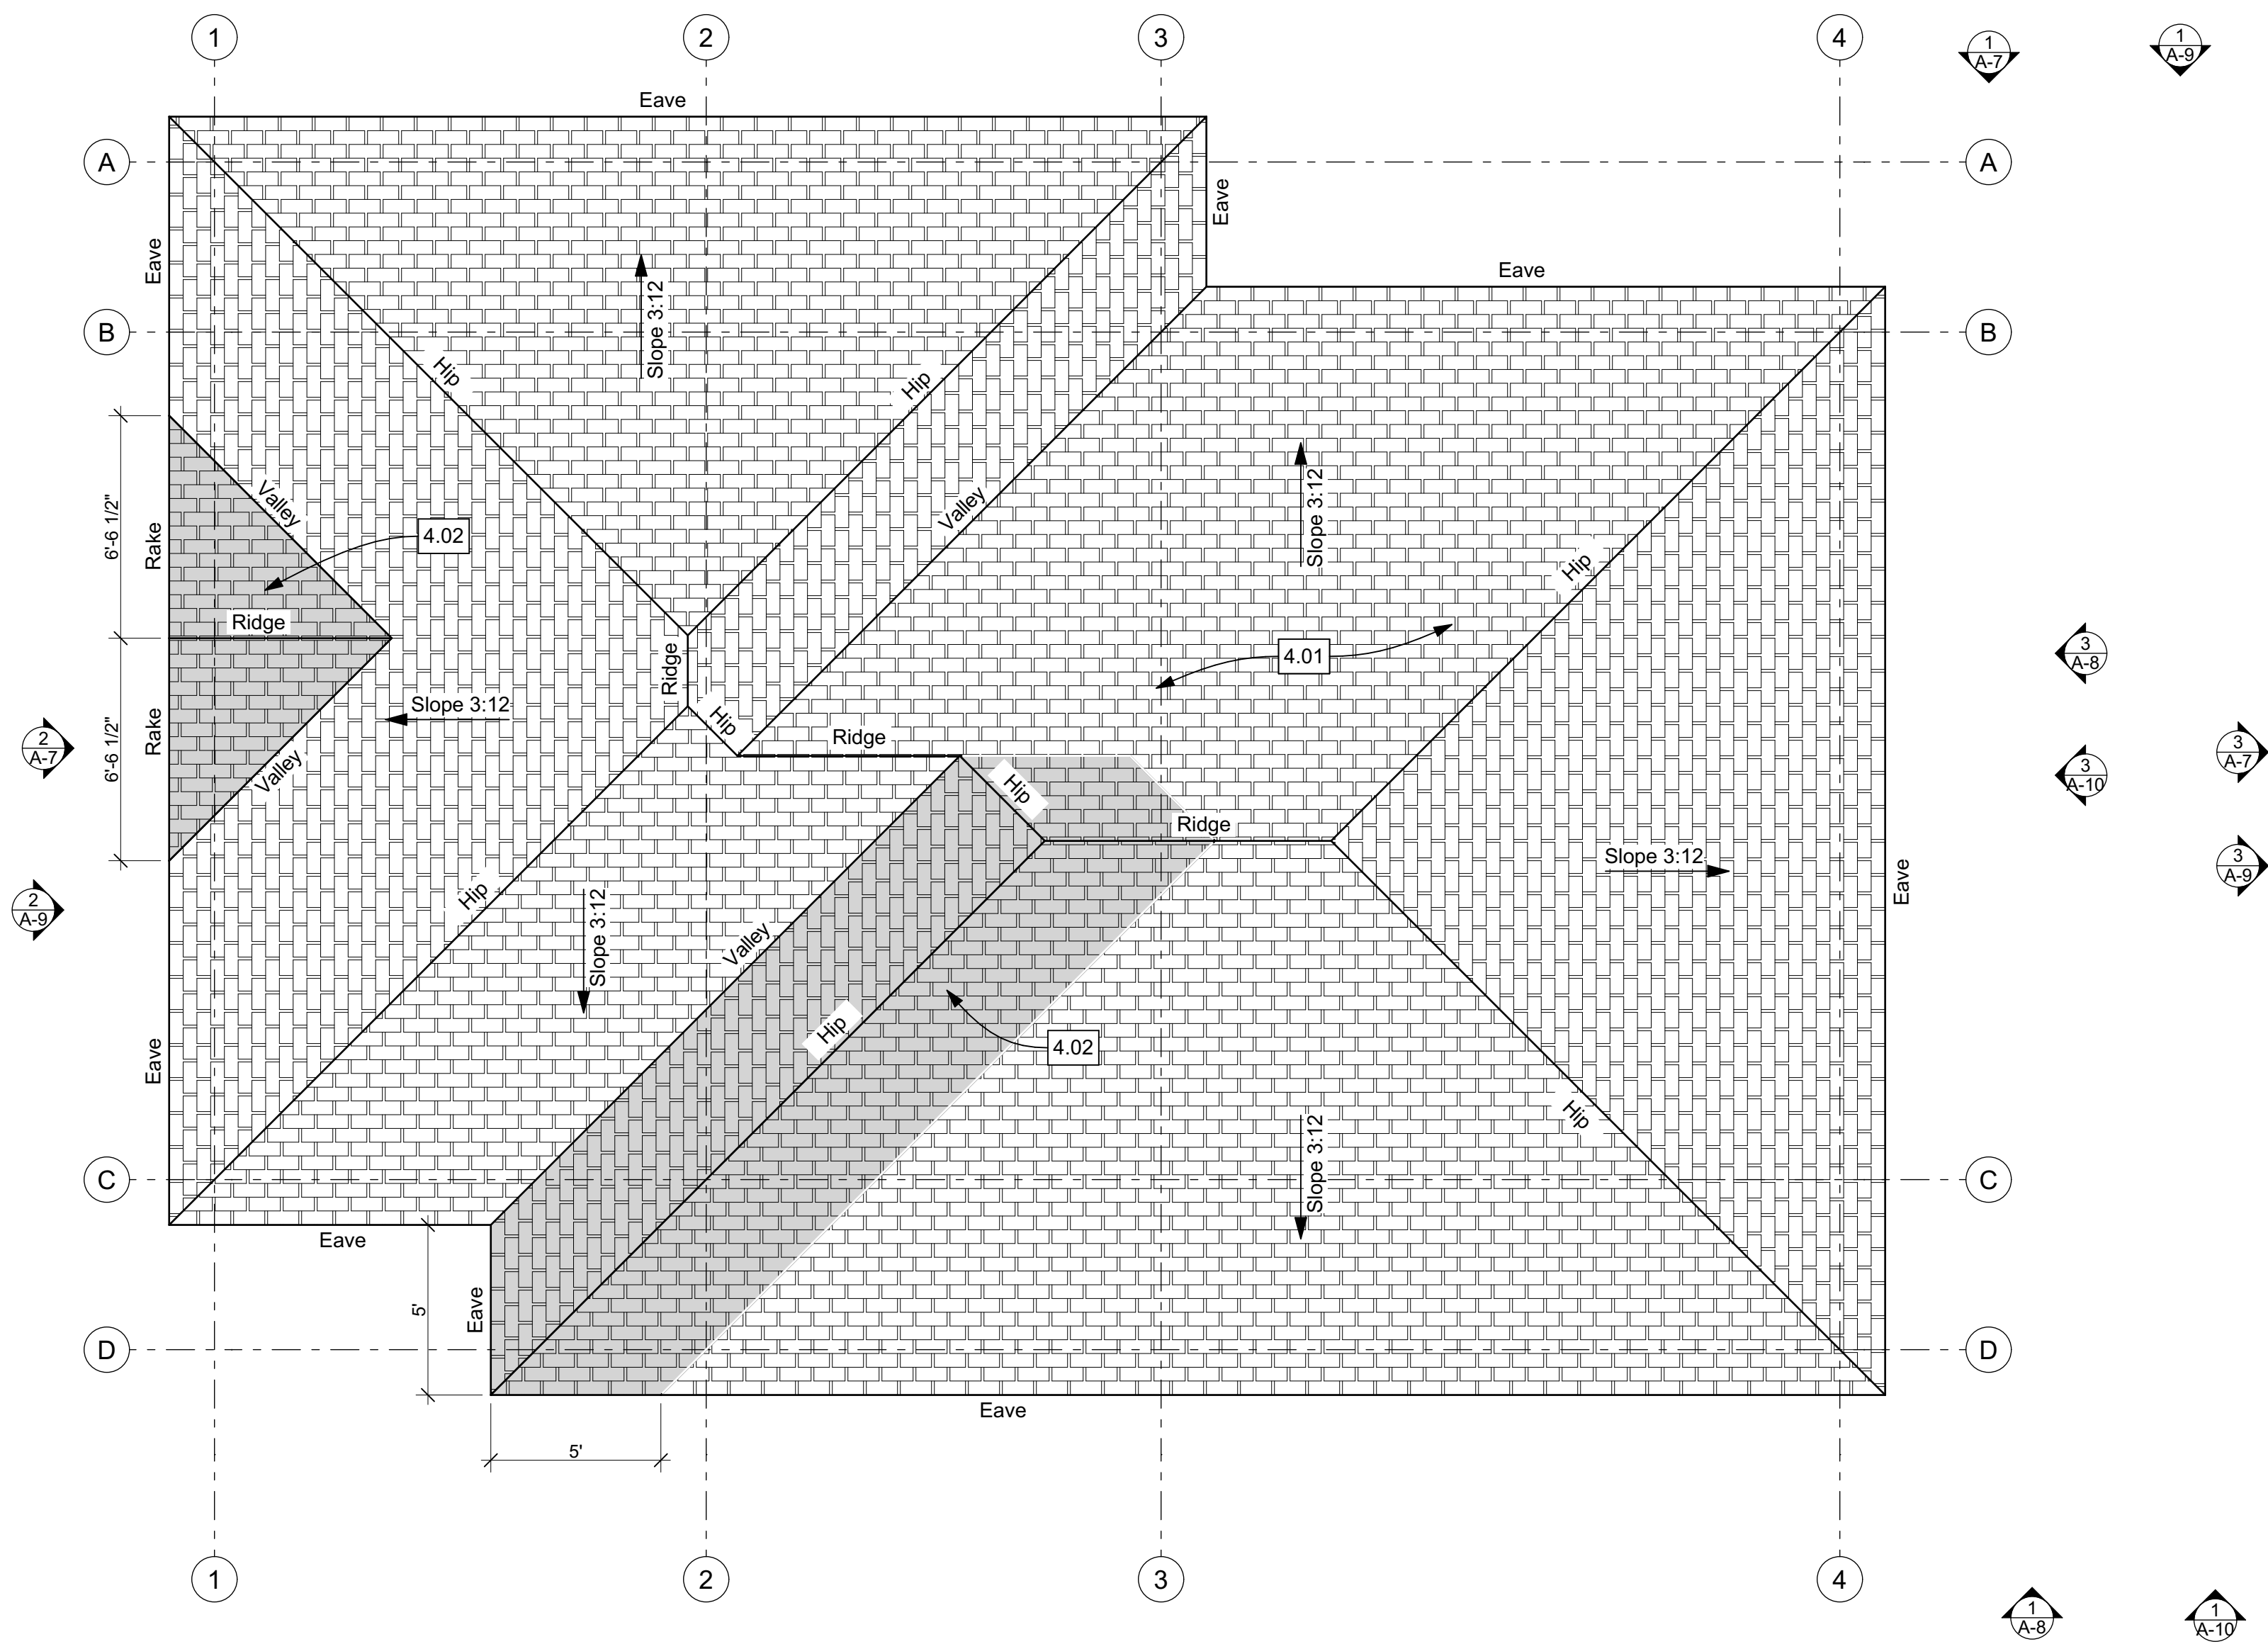 1
2
3
4
1
A-7
1
A-9
Eave
A
A
Eave
Eave
Eave
B
B
Slope 3:12
Hip
Hip
Valley
Valley
6'-6 1/2"
Rake
4.02
Slope 3:12
Hip
Ridge
Ridge
4.01
3
A-8
Slope 3:12
Hip
6'-6 1/2"
Rake
2
A-7
Valley
Ridge
Hip
Ridge
3
A-7
3
A-10
Slope 3:12
Eave
3
A-9
2
A-9
Hip
Slope 3:12
Valley
Hip
4.02
Eave
Hip
Slope 3:12
C
C
Eave
5'
Eave
D
D
Eave
5'
1
2
3
4
1
A-8
1
A-10